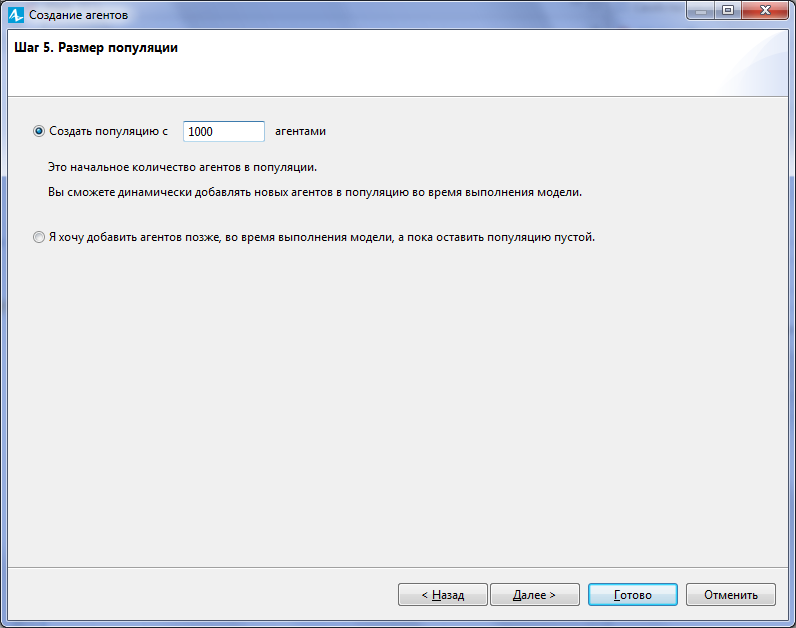 Создание агентов
Шаг 5. Размер популяции
Создать популяцию с 1000 агентами
Это начальное количество агентов в популяции.
Вы сможете динамически добавлять новых агентов в популяцию во время выполнения модели.
Я хочу добавить агентов позже, во время выполнения модели, а пока оставить популяцию пустой.
< Назад Далее > Готово Отменить